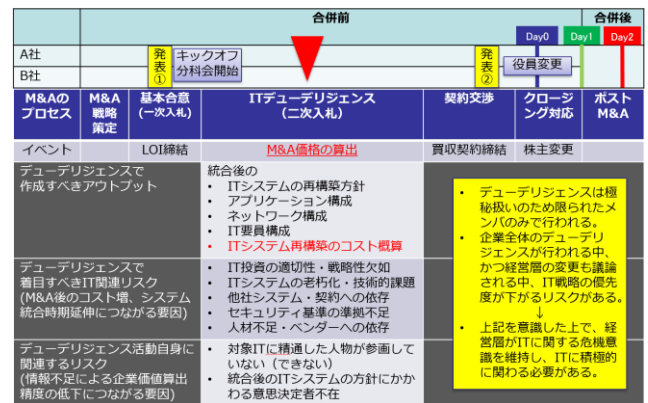 合併前
合併後
Day0
Day1
Day2
A社
B社
発表①
キックオフ
分科会開始
発表②
役員変更
M&Aの
プロセス
M&A
戦略
策定
基本合意
(一次入札)
ITデューデリジェンス
(二次入札)
契約交渉
クロージ
ング対応
ポスト
M&A
イベント
LOI締結
M&A価格の算出
買収契約締結
株主変更
デューデリジェンスで
作成すべきアウトプット
統合後の
• ITシステムの再構築方針
• アプリケーション構成
• ネットワーク構成
• IT要員構成
• ITシステム再構築のコスト概算
デューデリジェンスで
着目すべきIT関連リスク
(M&A後のコスト増、システム
統合時期延伸につながる要因)
• IT投資の適切性・戦略性欠如
• ITシステムの老朽化・技術的課題
• 他社システム・契約への依存
• セキュリティ基準の準拠不足
• 人材不足・ベンダーへの依存
デューデリジェンス活動自身に
関連するリスク
(情報不足による企業価値算出
精度の低下につながる要因)
• 対象ITに精通した人物が参画して
いない（できない）
• 統合後のITシステムの方針にかか
わる意思決定者不在
• デューデリジェンスは極
秘扱いのため限られたメ
ンバのみで行われる。
• 企業全体のデューデリ
ジェンスが行われる中、
かつ経営層の変更も議論
される中、IT戦略の優先
度が下がるリスクがある。
↓
• 上記を意識した上で、経
営層がITに関する危機意
識を維持し、ITに積極的
に関わる必要がある。